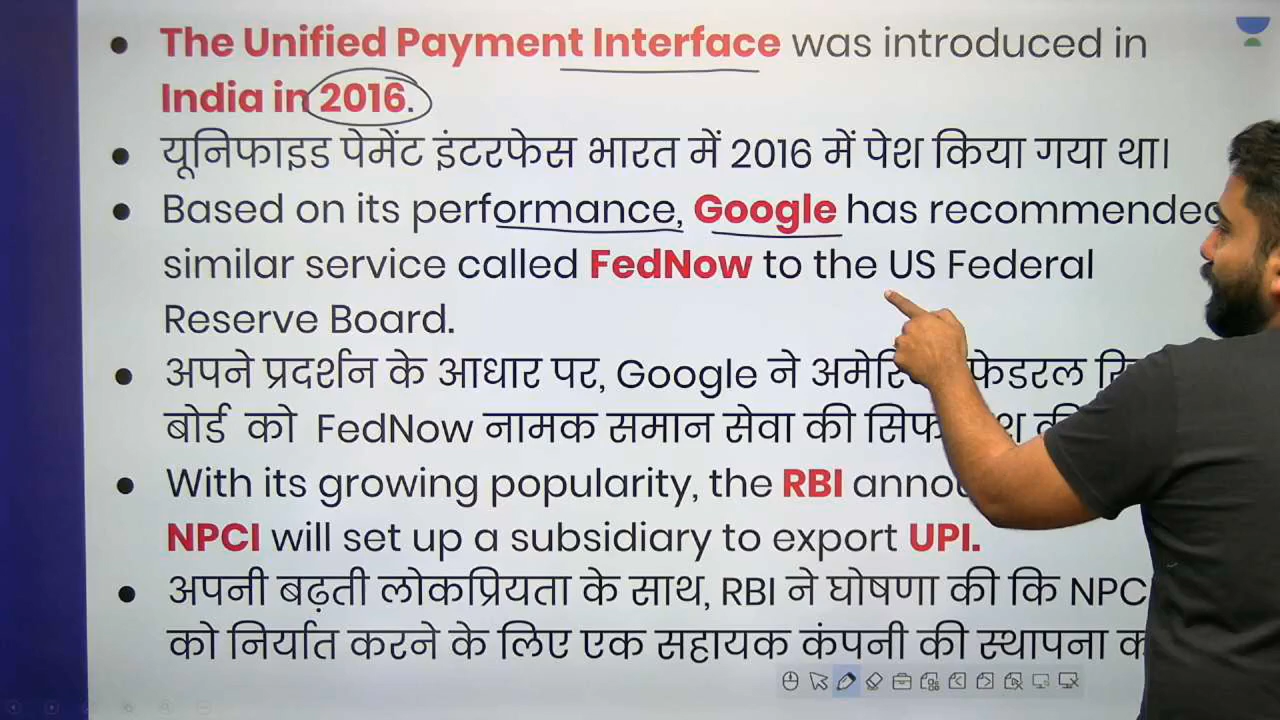 The Unified Payment Interface was introduced in
India in 2016.
यूनिफाइड पेमेंट इंटरफेस भारत में 2016 में पेश किया गया था।
Based on its performance, Google has recommended
similar service called FedNow to the US Federal
Reserve Board.
अपने प्रदर्शन के आधार पर, Google ने फेडरल
बोर्ड को FedNow नामक समान सेवा की
With its growing popularity, the RBI
NPCI will set up a subsidiary to export UPI.
अपनी बढ़ती लोकप्रियता के साथ, RBI ने घोषणा की कि
को निर्यात करने के लिए एक सहायक कंपनी की स्थापना